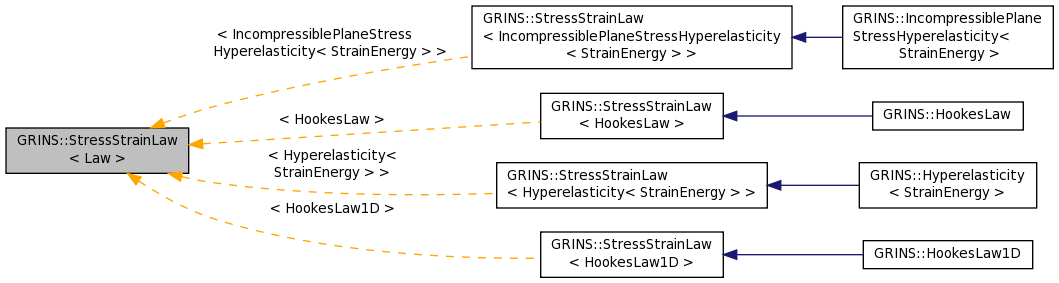 GRINS::StressStrainLaw
< Law >
< IncompressiblePlaneStress
Hyperelasticity< StrainEnergy > >
GRINS::StressStrainLaw
< IncompressiblePlaneStressHyperelasticity
< StrainEnergy > >
GRINS::IncompressiblePlane
StressHyperelasticity<
StrainEnergy >
< HookesLaw >
GRINS::StressStrainLaw
< HookesLaw >
GRINS::HookesLaw
< Hyperelasticity<
StrainEnergy > >
GRINS::StressStrainLaw
< Hyperelasticity< StrainEnergy > >
GRINS::Hyperelasticity
< StrainEnergy >
< HookesLaw1D >
GRINS::StressStrainLaw
< HookesLaw1D >
GRINS::HookesLaw1D